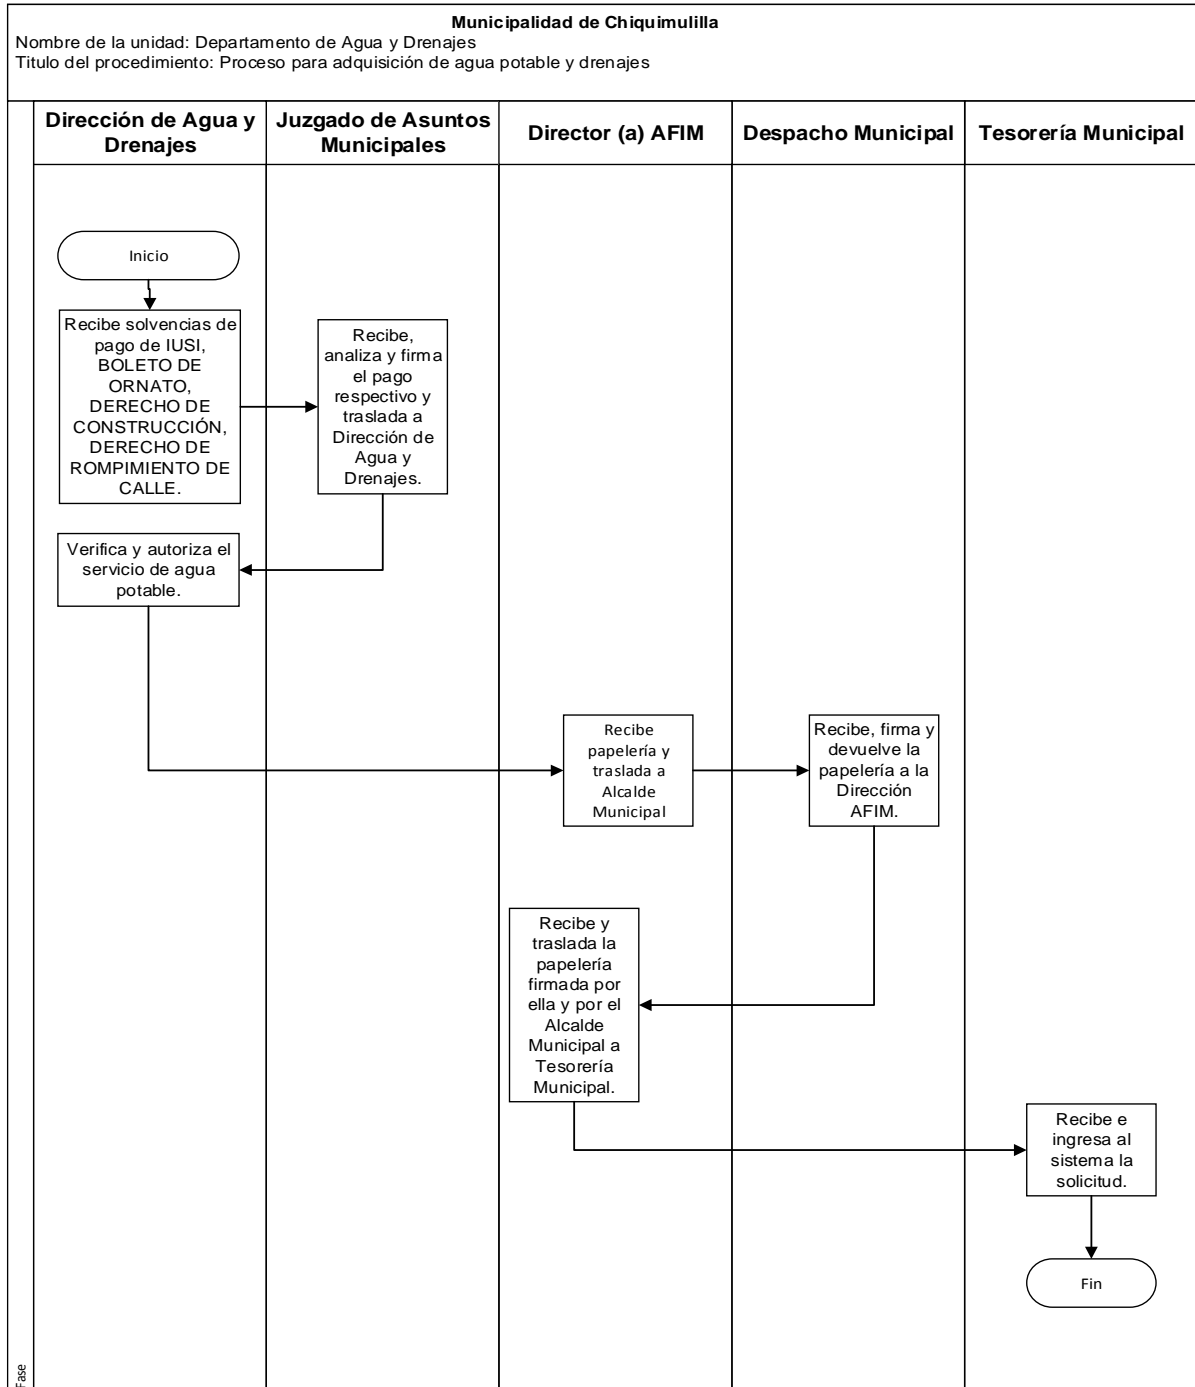 Municipalidad de Chiquimulilla
Nombre de la unidad: Departamento de Agua y Drenajes
Titulo del procedimiento: Proceso para adquisición de agua potable y drenajes
Dirección de Agua y
Drenajes
Juzgado de Asuntos
Municipales
Director (a) AFIM
Despacho Municipal
Tesorería Municipal
Inicio
Recibe solvencias de
pago de IUSI,
BOLETO DE
ORNATO,
DERECHO DE
CONSTRUCCIÓN,
DERECHO DE
ROMPIMIENTO DE
CALLE.
Recibe,
analiza y firma
el pago
respectivo y
traslada a
Dirección de
Agua y
Drenajes.
Verifica y autoriza el
servicio de agua
potable.
Recibe
papelería y
traslada a
Alcalde
Municipal
Recibe, firma y
devuelve la
papelería a la
Dirección
AFIM.
Recibe y
traslada la
papelería
firmada por
ella y por el
Alcalde
Municipal a
Tesorería
Municipal.
Recibe e
ingresa al
sistema la
solicitud.
Fin
Fase